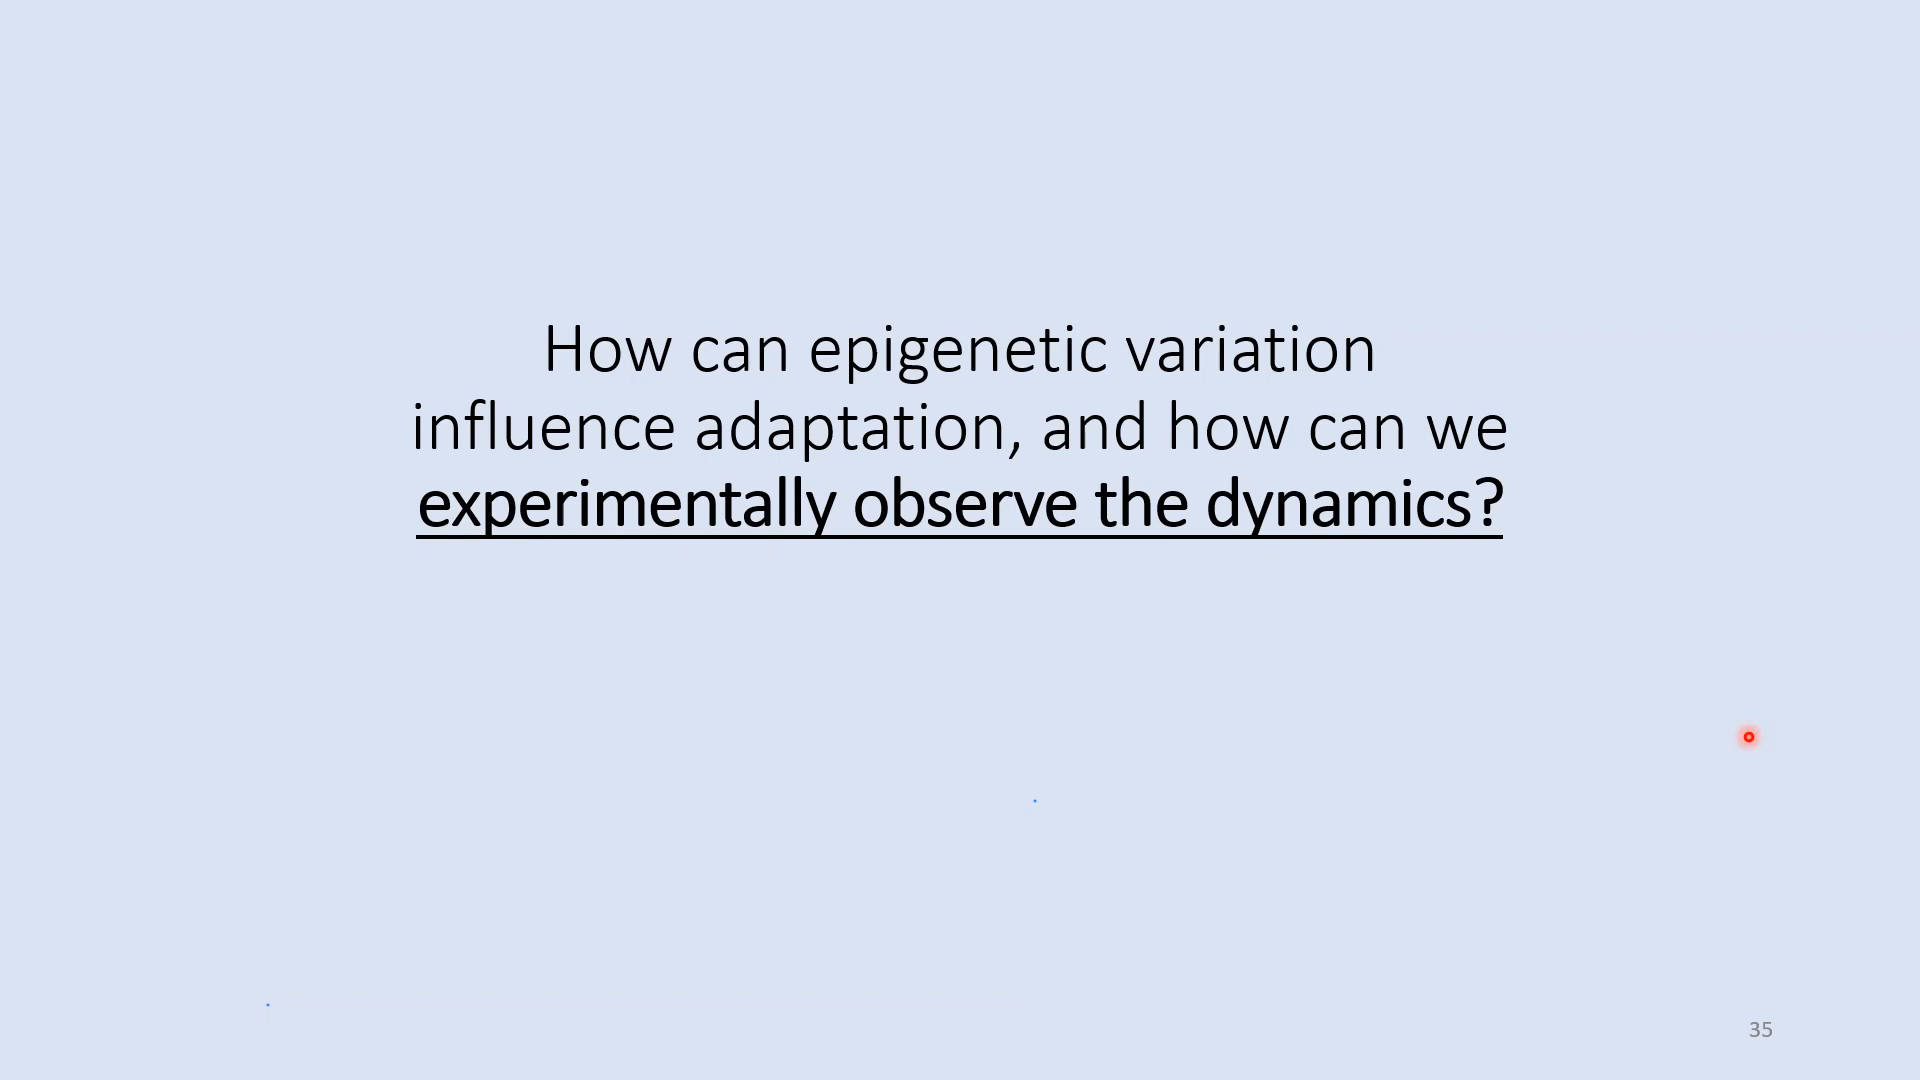 How can epigenetic variation
influence adaptation, and how can we
experimentally observe the dynamics?
35